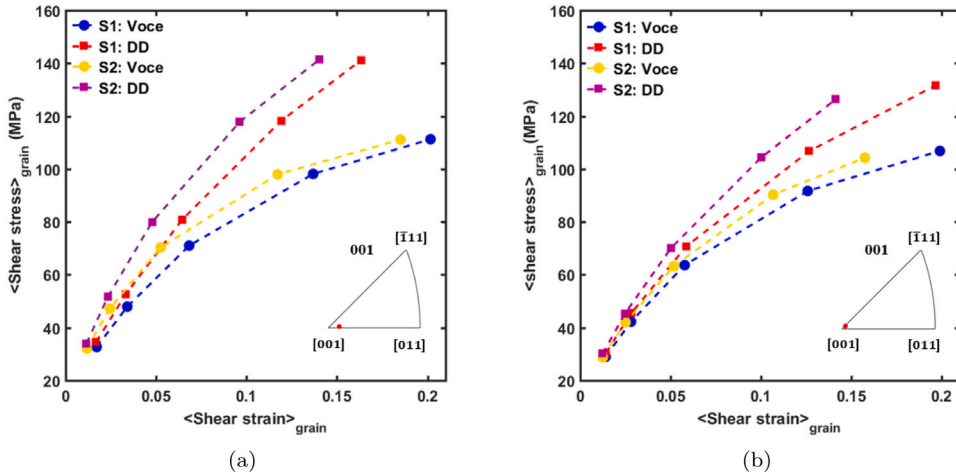 160
140
120
100
80
60
40
20
0
0.05
0.1
0.15
0.2
<Shear stress>grain (MPa)
<Shear strain>grain
S1: Voce
S1: DD
S2: Voce
S2: DD
001
[1̅11]
[001]
[011]
(a)
160
140
120
100
80
60
40
20
0
0.05
0.1
0.15
0.2
<Shear stress>grain(MPa)
<Shear strain>grain
S1: Voce
S1: DD
S2: Voce
S2: DD
001
[1̅11]
[001]
[011]
(b)